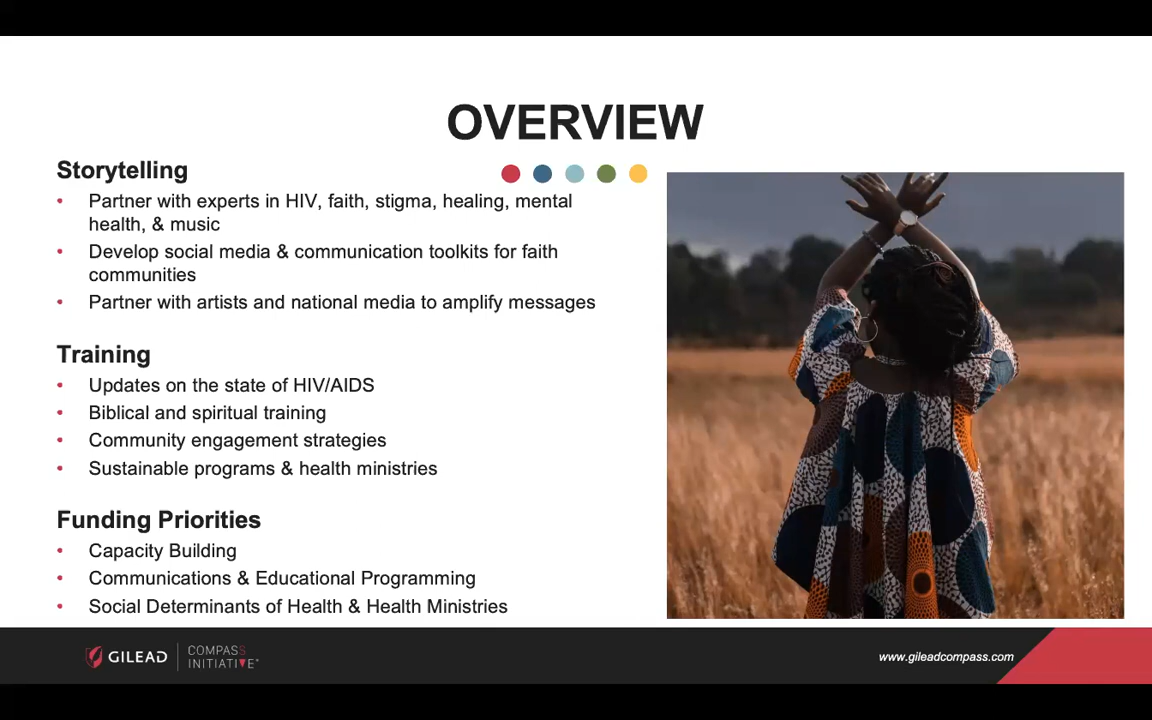 OVERVIEW
Storytelling
• Partner with experts in HIV, faith, stigma, healing, mental
health, & music
• Develop social media & communication toolkits for faith
communities
• Partner with artists and national media to amplify messages
Training
• Updates on the state of HIV/AIDS
• Biblical and spiritual training
• Community engagement strategies
• Sustainable programs & health ministries
Funding Priorities
• Capacity Building
• Communications & Educational Programming
• Social Determinants of Health & Health Ministries
GILEAD
COMPASS
INITIATIVE
www.gileadcompass.com